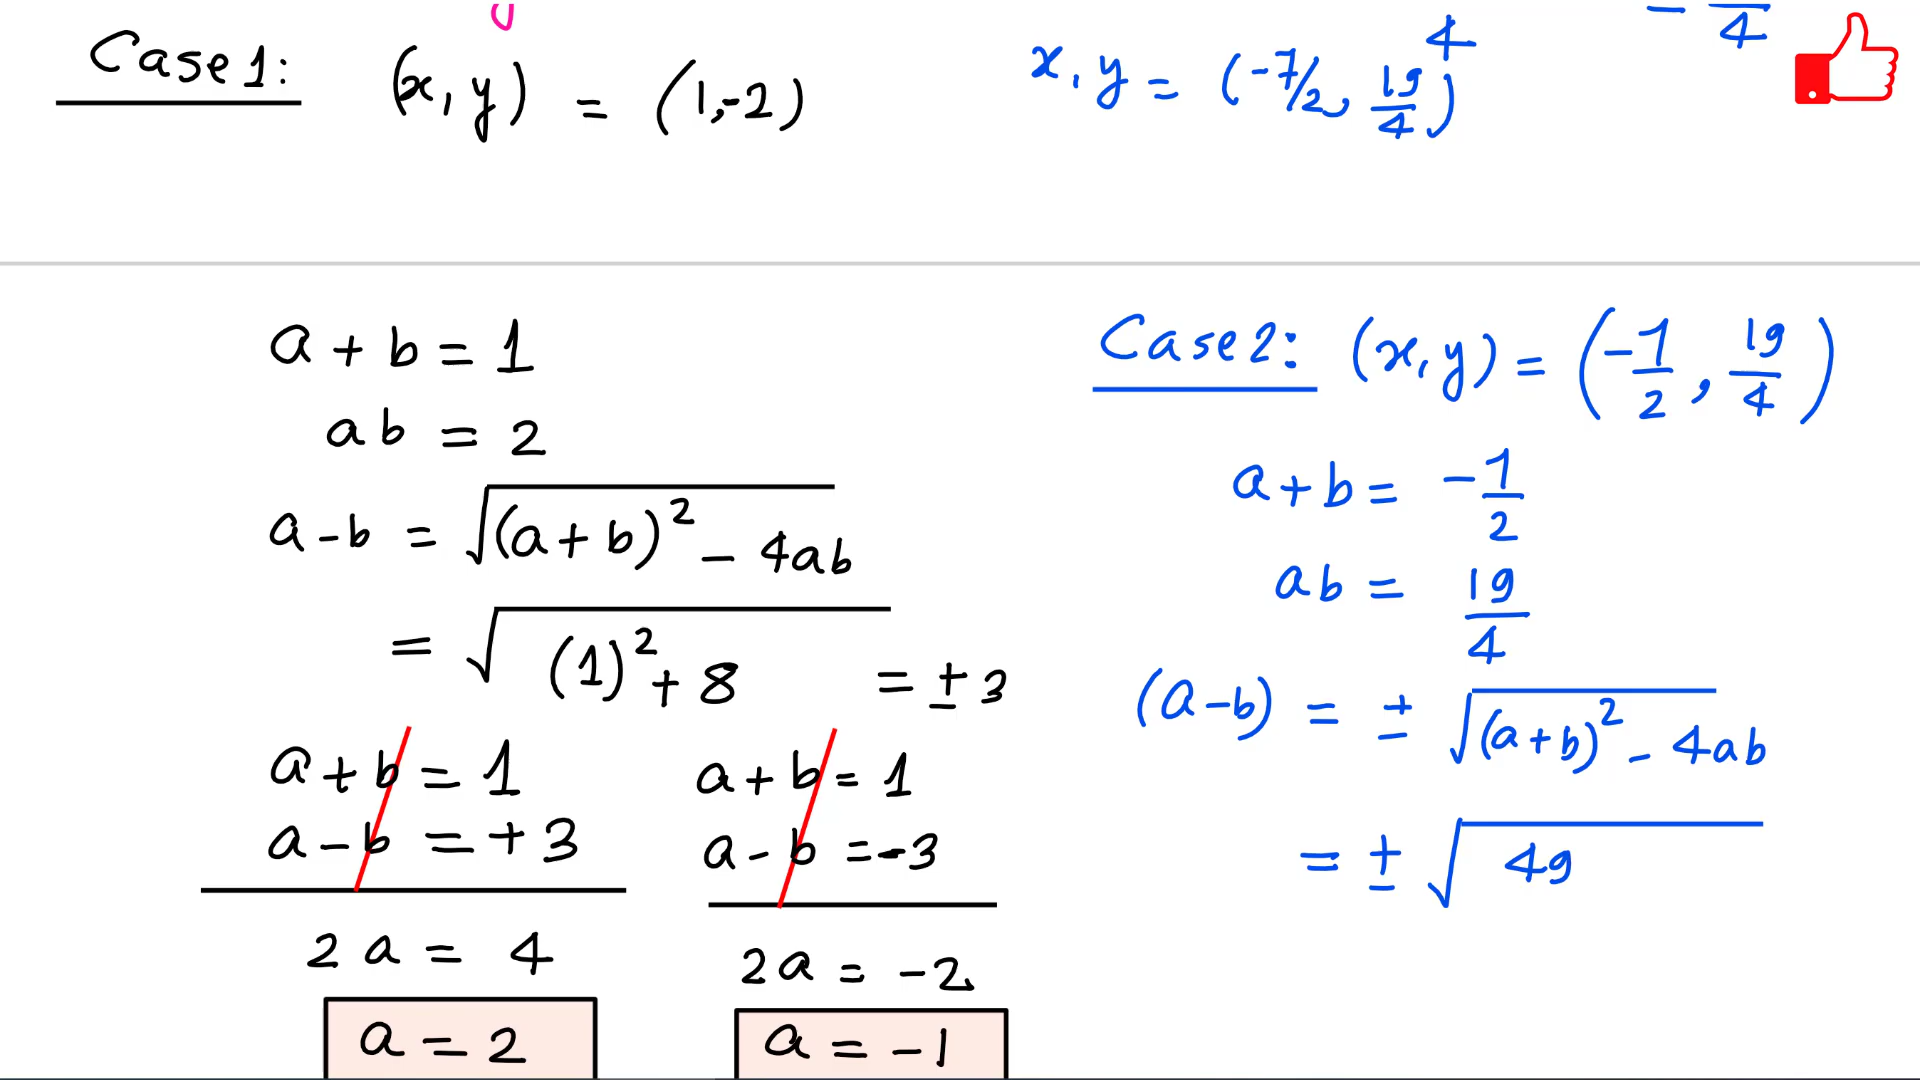 Case 1: (x, y) = (1, -2)
x, y = (-7/2, 19/4)
4
- 4
a + b = 1
ab = 2
a - b = √((a + b)² - 4ab)
= √((1)² + 8) = ± 3
a + b = 1
a - b = + 3
2a = 4
a = 2
a + b = 1
a - b = -3
2a = -2
a = -1
Case 2: (x, y) = (-1/2, 19/4)
a + b = -1/2
ab = 19/4
(a - b) = ± √((a + b)² - 4ab)
= ± √49